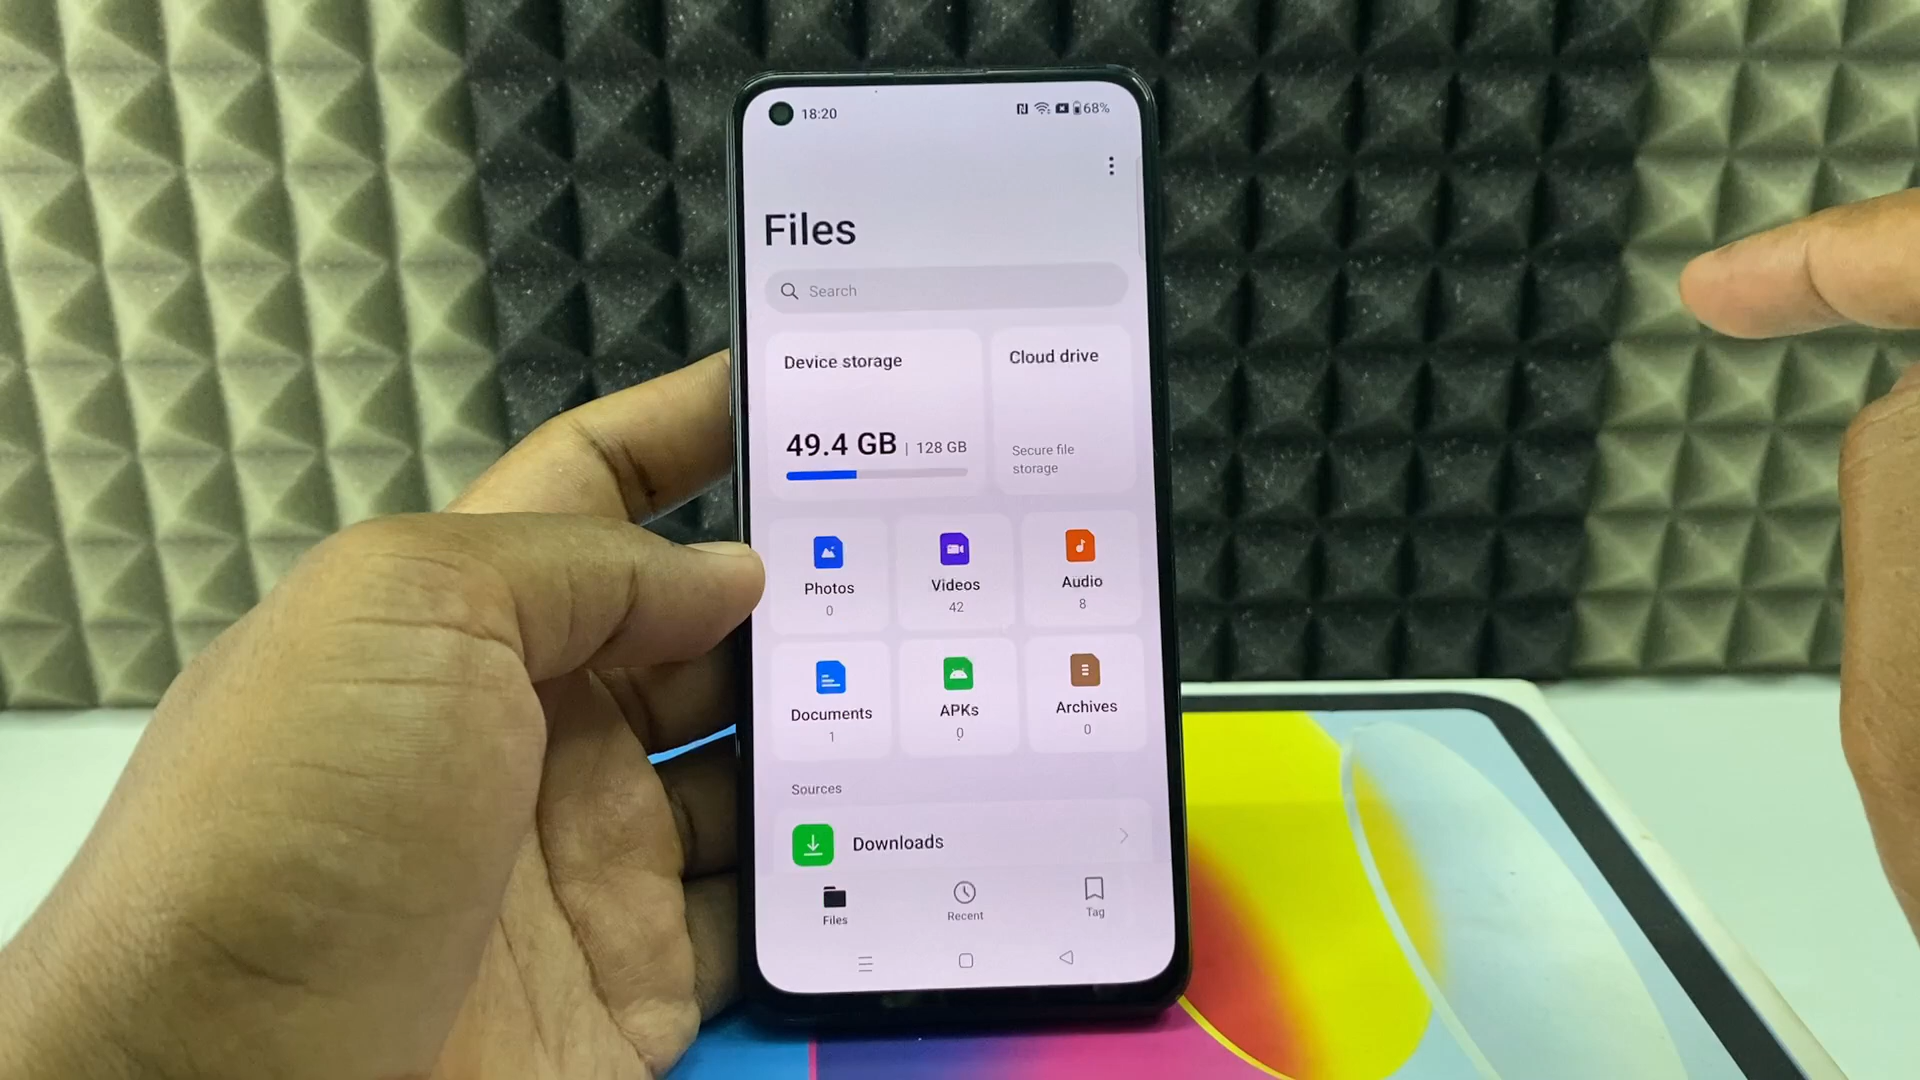 18:20
68%
Files
Search
Device storage
49.4 GB | 128 GB
Cloud drive
Secure file
storage
Photos
0
Videos
42
Audio
8
Documents
1
APKs
0
Archives
0
Sources
Downloads
Files
Recent
Tag